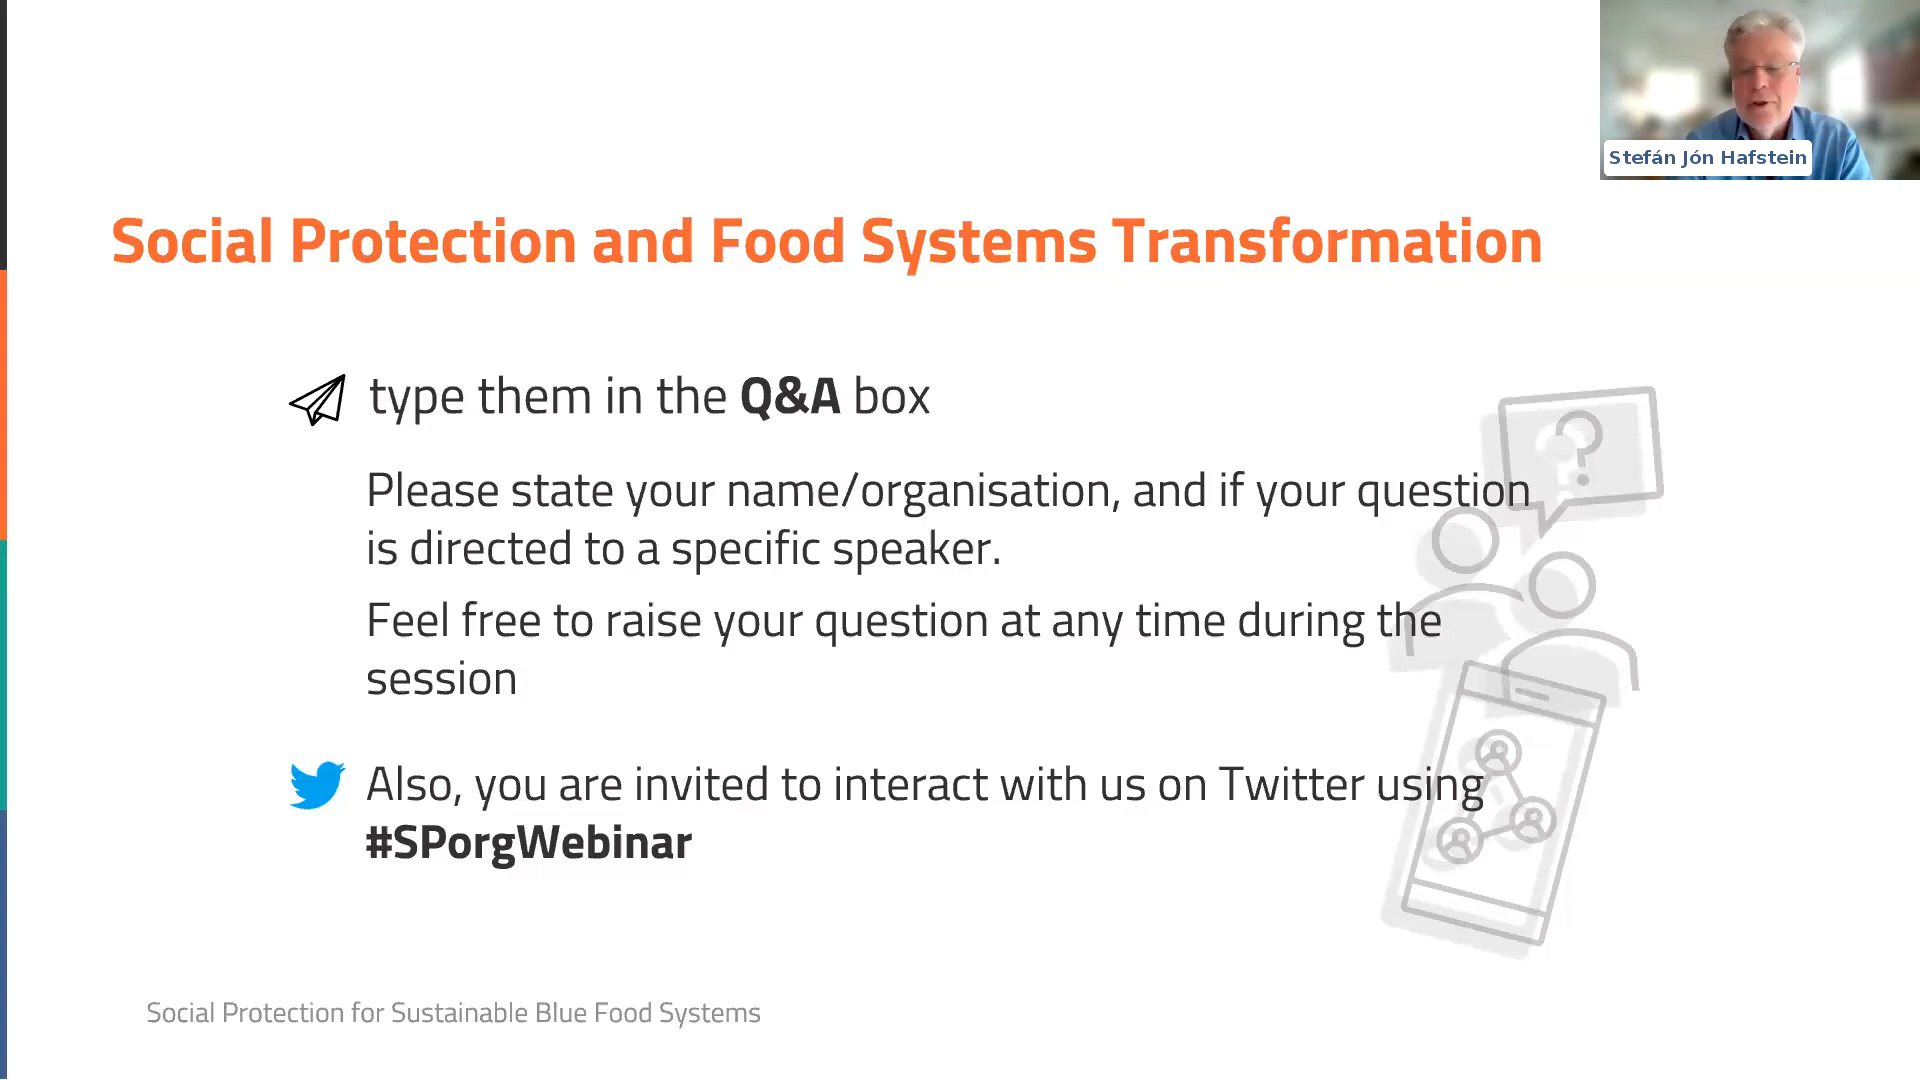 Stefán Jón Hafstein
Social Protection and Food Systems Transformation
type them in the Q&A box
Please state your name/organisation, and if your question
is directed to a specific speaker.
Feel free to raise your question at any time during the
session
Also, you are invited to interact with us on Twitter using
#SPorgWebinar
Social Protection for Sustainable Blue Food Systems